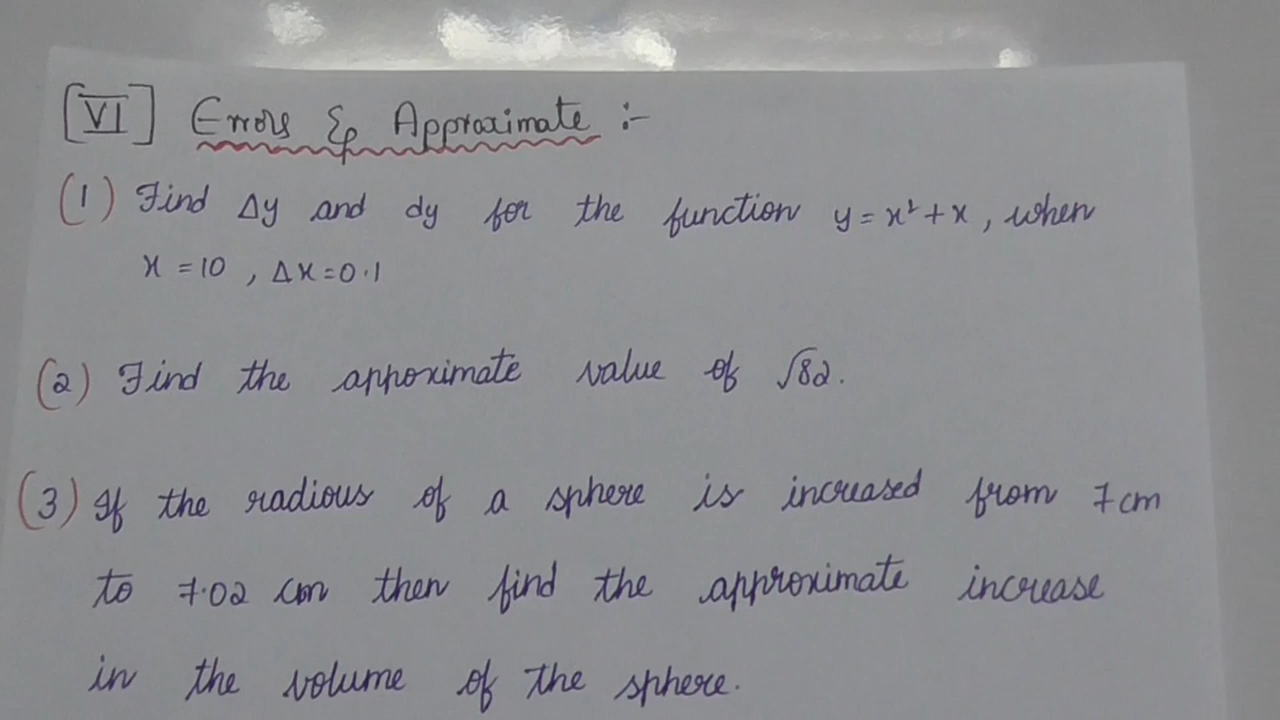 [VI] Errors & Approximate :-
(1) Find Δy and dy for the function y = x² + x, when
x = 10, Δx = 0.1
(2) Find the appoximate value of √82.
(3) If the radious of a sphere is increased from 7 cm
to 7.02 cm then find the approximate increase
in the volume of the sphere.